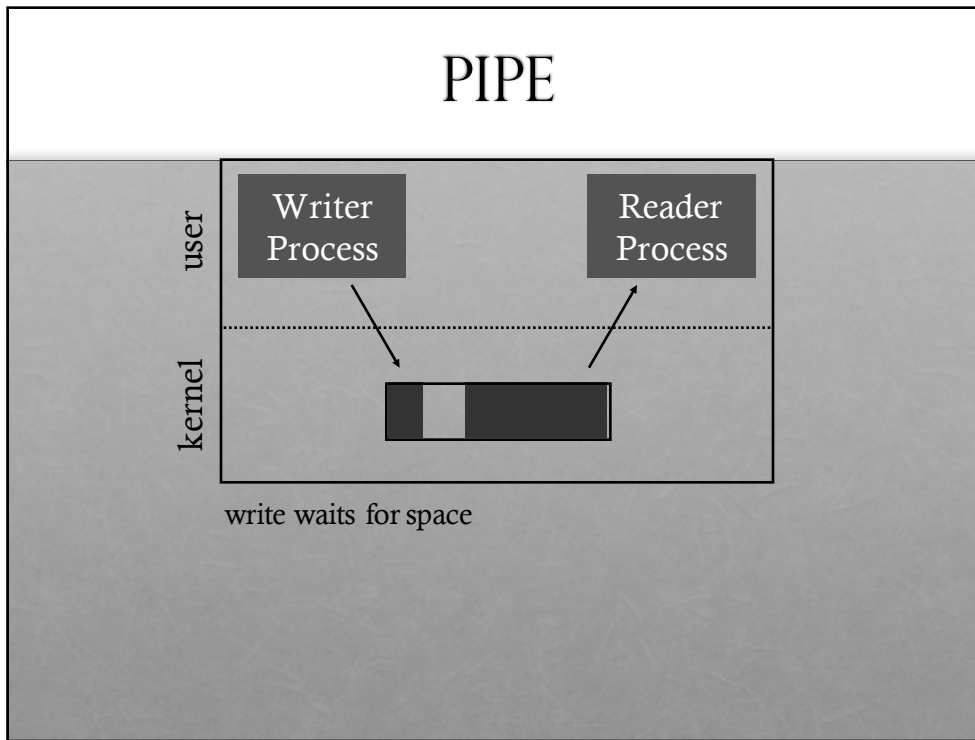 PIPE
user
Writer
Process
Reader
Process
kernel
write waits for space